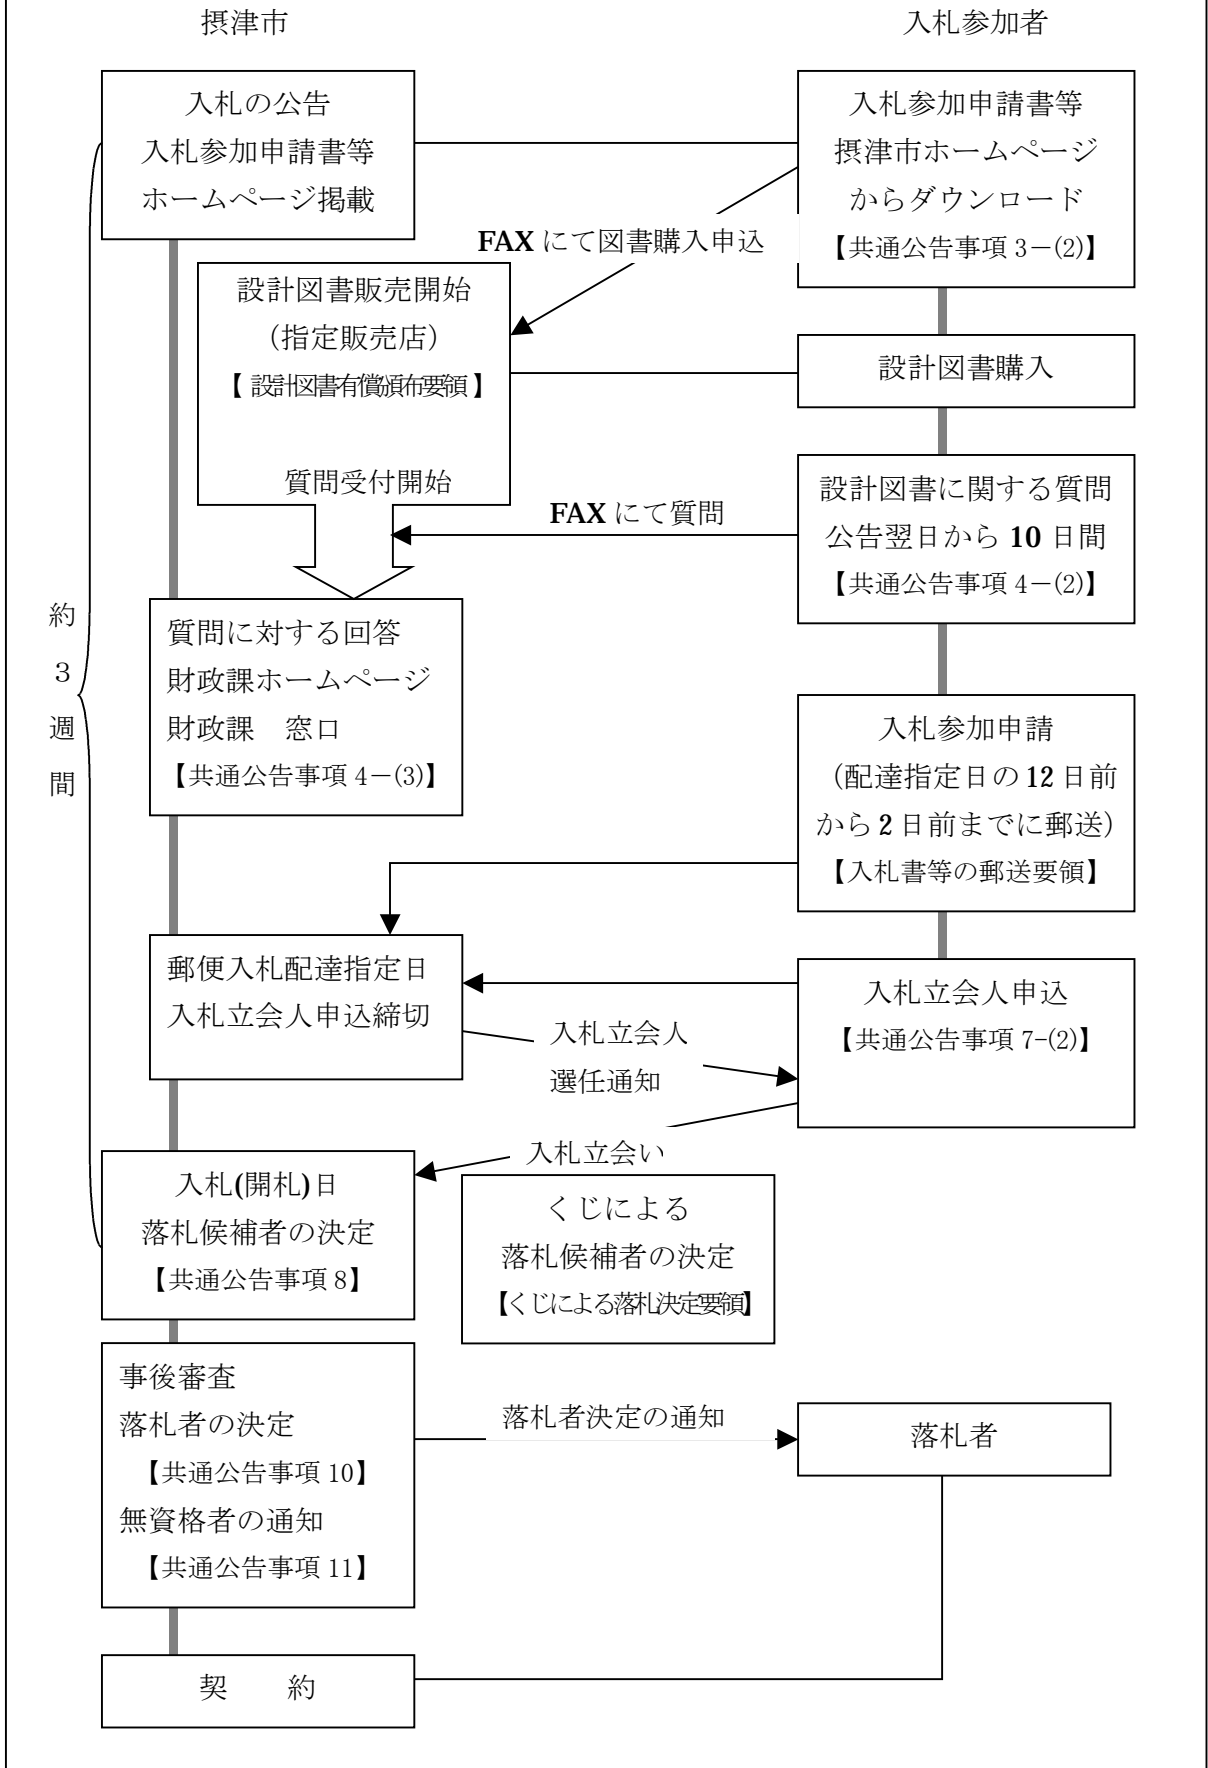 摂津市
入札参加者
入札の公告
入札参加申請書等
ホームページ掲載
入札参加申請書等
摂津市ホームページ
からダウンロード
【共通公告事項 3－(2)】
FAX にて図書購入申込
設計図書販売開始
（指定販売店）
【 設計図書有償頒布要領 】
質問受付開始
設計図書購入
設計図書に関する質問
公告翌日から 10 日間
【共通公告事項 4－(2)】
FAX にて質問
約
３
週
間
質問に対する回答
財政課ホームページ
財政課　窓口
【共通公告事項 4－(3)】
入札参加申請
（配達指定日の 12 日前
から 2 日前までに郵送）
【入札書等の郵送要領】
郵便入札配達指定日
入札立会人申込締切
入札立会人申込
【共通公告事項 7-(2)】
入札立会人
選任通知
入札立会い
入札(開札)日
落札候補者の決定
【共通公告事項 8】
くじによる
落札候補者の決定
【くじによる落札決定要領】
事後審査
落札者の決定
【共通公告事項 10】
無資格者の通知
【共通公告事項 11】
落札者決定の通知
落札者
契　　約